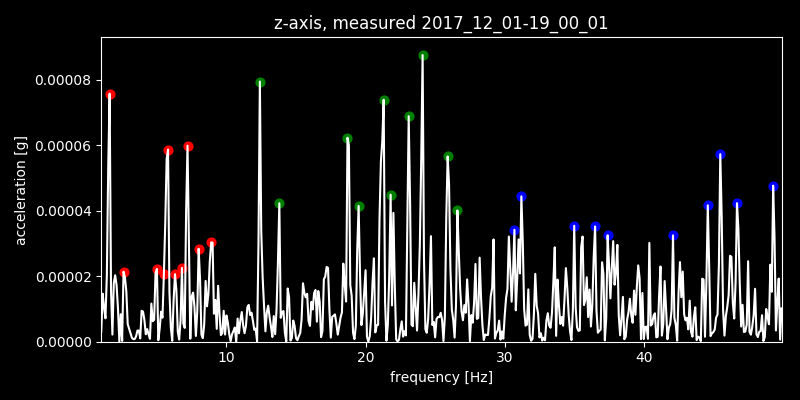 z-axis, measured 2017_12_01-19_00_01
0.00008
0.00006
0.00004
0.00002
0.00000
acceleration [g]
10 20 30 40
frequency [Hz]